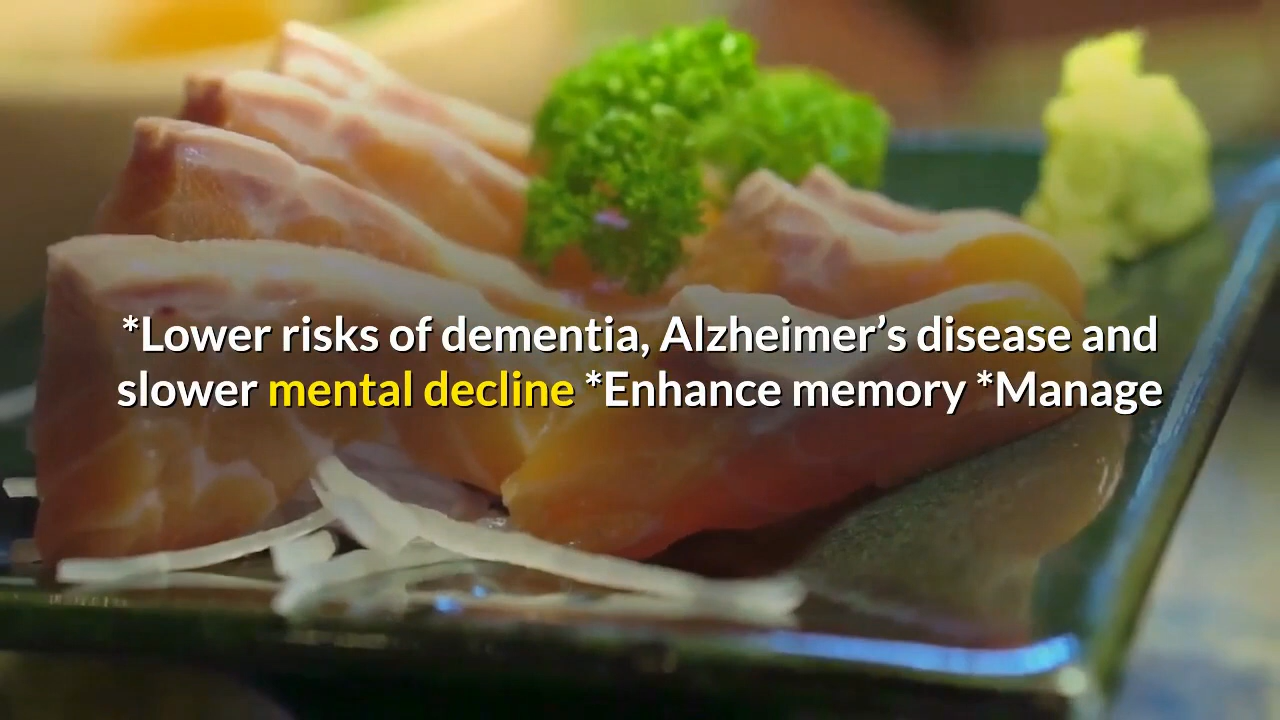 *Lower risks of dementia, Alzheimer’s disease and
slower mental decline *Enhance memory *Manage